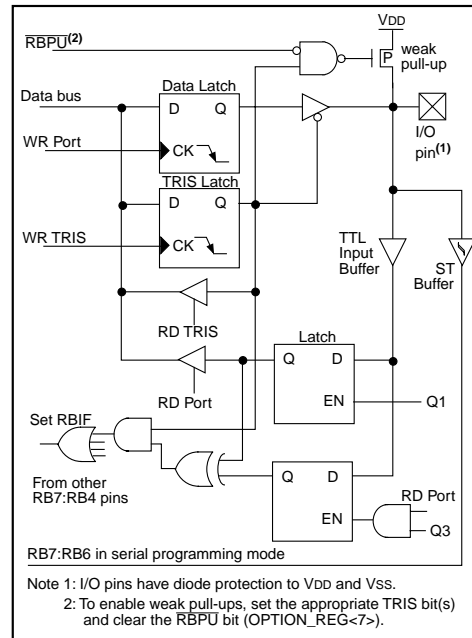 VDD
RBPU(2)
P
weak
pull-up
Data Latch
Data bus
D
Q
I/O
pin(1)
WR Port
CK
TRIS Latch
D
Q
WR TRIS
CK
TTL
Input
Buffer
ST
Buffer
RD TRIS
Latch
Q
D
RD Port
EN
Q1
Set RBIF
From other
RB7:RB4 pins
Q
D
RD Port
EN
Q3
RB7:RB6 in serial programming mode
Note 1: I/O pins have diode protection to VDD and VSS.
2: To enable weak pull-ups, set the appropriate TRIS bit(s)
and clear the RBPU bit (OPTION_REG<7>).